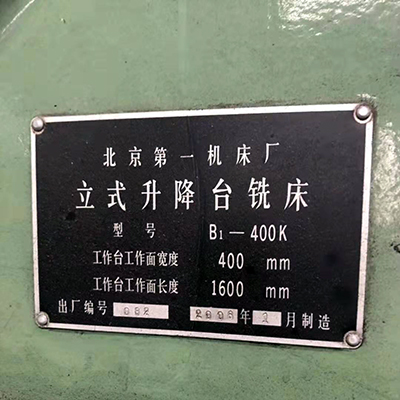 北京第一机床厂
立式升降台铣床
型号 B1—400K
工作台工作面宽度 400 mm
工作台工作面长度 1600 mm
出厂编号 年 月制造